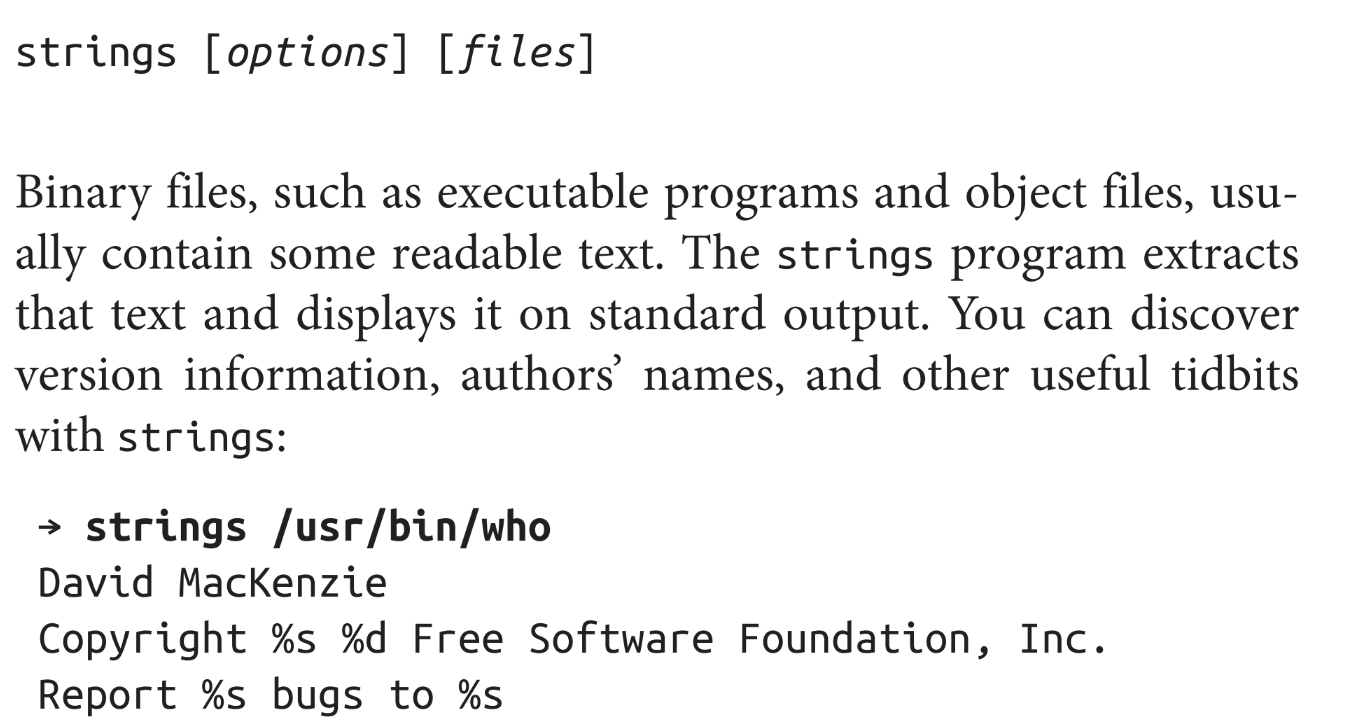 strings [options] [files]
Binary files, such as executable programs and object files, usu-
ally contain some readable text. The strings program extracts
that text and displays it on standard output. You can discover
version information, authors’ names, and other useful tidbits
with strings:
→ strings /usr/bin/who
David MacKenzie
Copyright %s %d Free Software Foundation, Inc.
Report %s bugs to %s